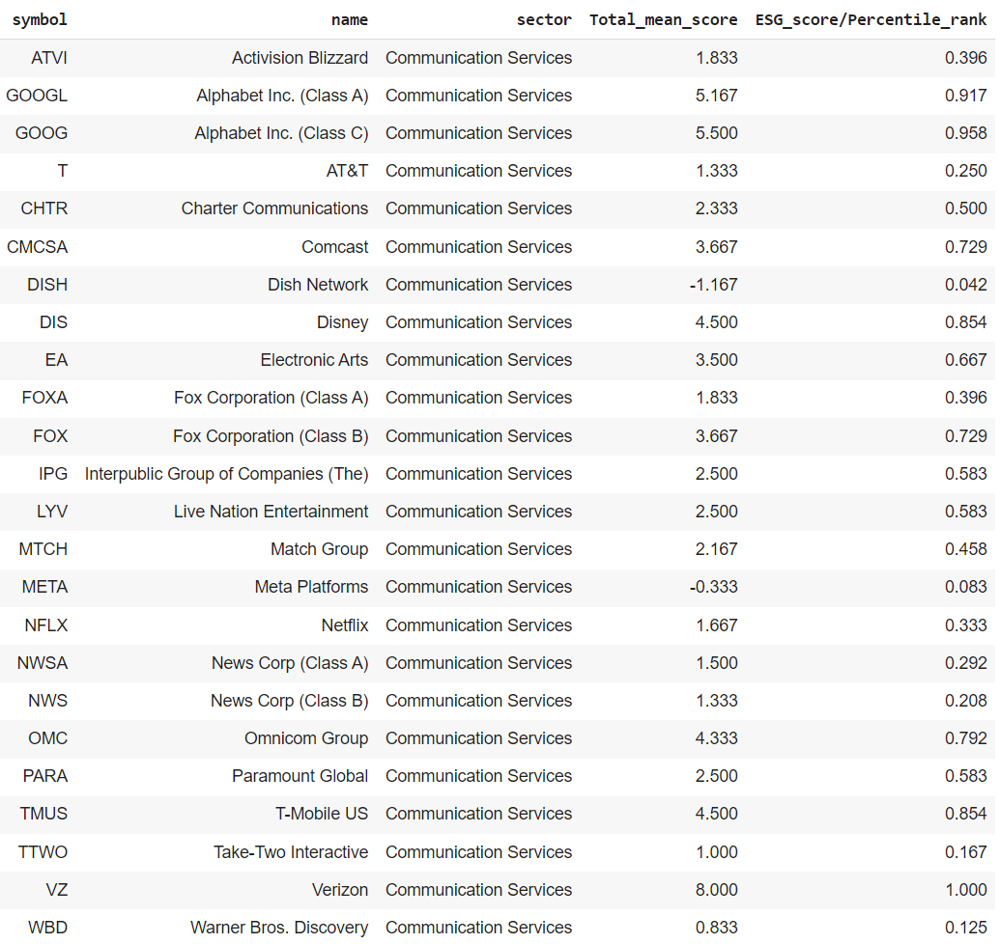 symbol name sector Total_mean_score ESG_score/Percentile_rank
ATVI Activision Blizzard Communication Services 1.833 0.396
GOOGL Alphabet Inc. (Class A) Communication Services 5.167 0.917
GOOG Alphabet Inc. (Class C) Communication Services 5.500 0.958
T AT&T Communication Services 1.333 0.250
CHTR Charter Communications Communication Services 2.333 0.500
CMCSA Comcast Communication Services 3.667 0.729
DISH Dish Network Communication Services -1.167 0.042
DIS Disney Communication Services 4.500 0.854
EA Electronic Arts Communication Services 3.500 0.667
FOXA Fox Corporation (Class A) Communication Services 1.833 0.396
FOX Fox Corporation (Class B) Communication Services 3.667 0.729
IPG Interpublic Group of Companies (The) Communication Services 2.500 0.583
LYV Live Nation Entertainment Communication Services 2.500 0.583
MTCH Match Group Communication Services 2.167 0.458
META Meta Platforms Communication Services -0.333 0.083
NFLX Netflix Communication Services 1.667 0.333
NWSA News Corp (Class A) Communication Services 1.500 0.292
NWS News Corp (Class B) Communication Services 1.333 0.208
OMC Omnicom Group Communication Services 4.333 0.792
PARA Paramount Global Communication Services 2.500 0.583
TMUS T-Mobile US Communication Services 4.500 0.854
TTWO Take-Two Interactive Communication Services 1.000 0.167
VZ Verizon Communication Services 8.000 1.000
WBD Warner Bros. Discovery Communication Services 0.833 0.125